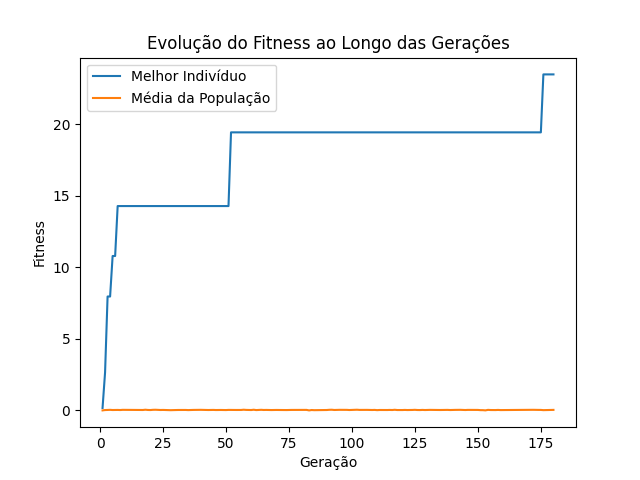 Evolução do Fitness ao Longo das Gerações
Melhor Indivíduo
Média da População
20
15
10
5
0
Fitness
0 25 50 75 100 125 150 175
Geração